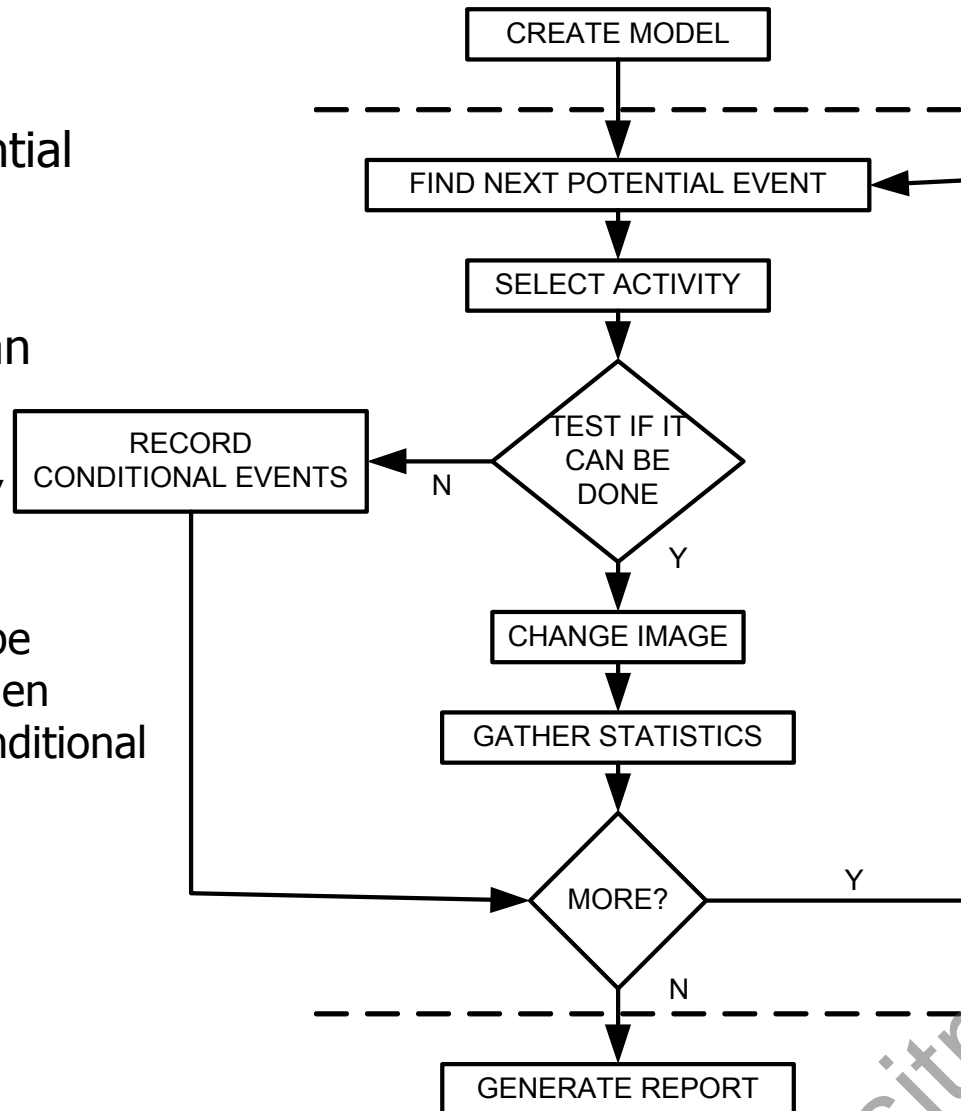 CREATE MODEL
ntial
FIND NEXT POTENTIAL EVENT
SELECT ACTIVITY
an
TEST IF IT
CAN BE
DONE
RECORD
CONDITIONAL EVENTS
N
Y
CHANGE IMAGE
be
en
nditional
GATHER STATISTICS
MORE?
Y
N
GENERATE REPORT